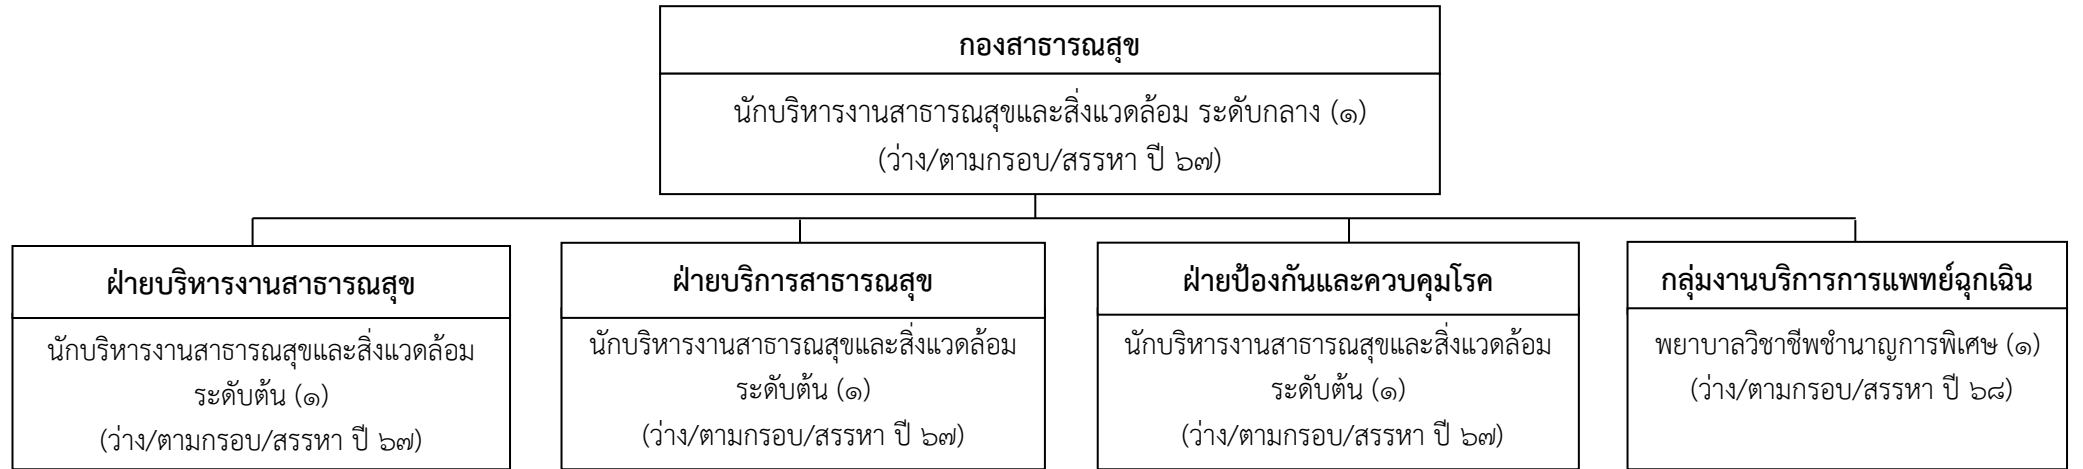 กองสาธารณสุข
นักบริหารงานสาธารณสุขและสิ่งแวดล้อม ระดับกลาง (๑)
(ว่าง/ตามกรอบ/สรรหา ปี ๖๗)
ฝ่ายบริหารงานสาธารณสุข
นักบริหารงานสาธารณสุขและสิ่งแวดล้อม
ระดับต้น (๑)
(ว่าง/ตามกรอบ/สรรหา ปี ๖๗)
ฝ่ายบริการสาธารณสุข
นักบริหารงานสาธารณสุขและสิ่งแวดล้อม
ระดับต้น (๑)
(ว่าง/ตามกรอบ/สรรหา ปี ๖๗)
ฝ่ายป้องกันและควบคุมโรค
นักบริหารงานสาธารณสุขและสิ่งแวดล้อม
ระดับต้น (๑)
(ว่าง/ตามกรอบ/สรรหา ปี ๖๗)
กลุ่มงานบริการการแพทย์ฉุกเฉิน
พยาบาลวิชาชีพชำนาญการพิเศษ (๑)
(ว่าง/ตามกรอบ/สรรหา ปี ๖๘)